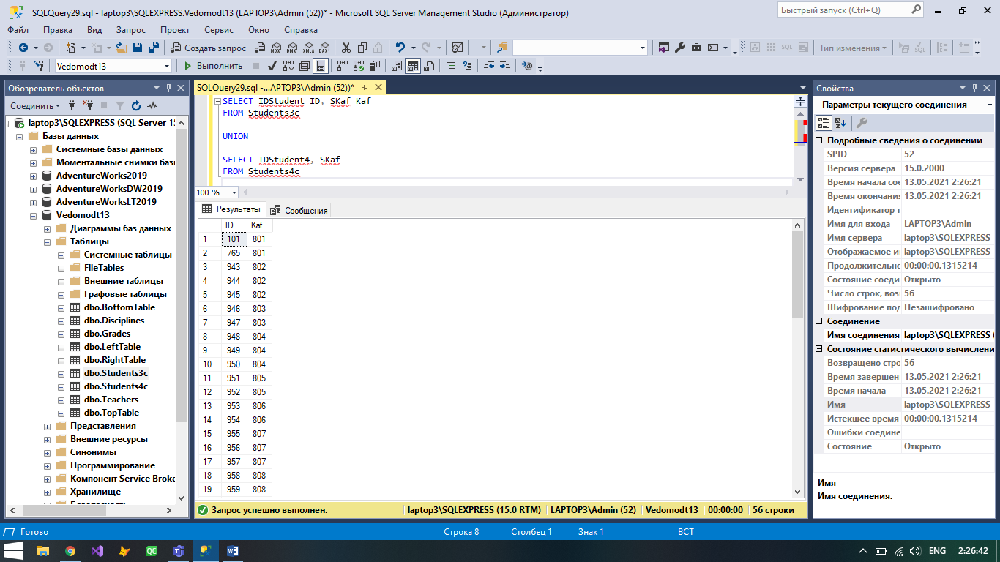 SQLQuery29.sql - laptop3\SQLEXPRESS.Vedomodt13 (LAPTOP3\Admin (52))* - Microsoft SQL Server Management Studio (Администратор)
Быстрый запуск (Ctrl+Q)
Файл Правка Вид Запрос Проект Сервис Окно Справка
Создать запрос
MDX DMX XMLA DAX
Тип изменения
Vedomodt13
Выполнить
Обозреватель объектов
Соединить
laptop3\SQLEXPRESS (SQL Server 1
Базы данных
Системные базы данных
Моментальные снимки баз
AdventureWorks2019
AdventureWorksDW2019
AdventureWorksLT2019
Vedomodt13
Диаграммы баз данных
Таблицы
Системные таблицы
FileTables
Внешние таблицы
Графовые таблицы
dbo.BottomTable
dbo.Disciplines
dbo.Grades
dbo.LeftTable
dbo.RightTable
dbo.Students3c
dbo.Students4c
dbo.Teachers
dbo.TopTable
Представления
Внешние ресурсы
Синонимы
Программирование
Компонент Service Broke
Хранилище
SQLQuery29.sql -...APTOP3\Admin (52))*
SELECT IDStudent ID, SKaf Kaf
FROM Students3c
UNION
SELECT IDStudent4, SKaf
FROM Students4c
100 %
Результаты Сообщения
ID Kaf
1 101 801
2 765 801
3 943 802
4 944 802
5 945 802
6 946 803
7 947 803
8 948 804
9 949 804
10 950 804
11 951 805
12 952 805
13 953 806
14 954 806
15 955 807
16 956 807
17 957 807
18 958 808
19 959 808
Запрос успешно выполнен.
laptop3\SQLEXPRESS (15.0 RTM) LAPTOP3\Admin (52) Vedomodt13 00:00:00 56 строки
Свойства
Параметры текущего соединения
Подробные сведения о соединении
SPID 52
Версия сервера 15.0.2000
Время начала сое 13.05.2021 2:26:21
Время окончания 13.05.2021 2:26:21
Идентификатор т
Имя для входа LAPTOP3\Admin
Имя сервера laptop3\SQLEXPRESS
Отображаемое и laptop3\SQLEXPRESS
Продолжительно 00:00:00.1315214
Состояние соеди Открыто
Число строк, воз 56
Шифрование под Незашифровано
Соединение
Имя соединения laptop3\SQLEXPRESS (
Состояние статистического вычислени
Возвращено стро 56
Время завершен 13.05.2021 2:26:21
Время начала 13.05.2021 2:26:21
Имя laptop3\SQLEXPRESS
Истекшее время 00:00:00.1315214
Ошибки соедине
Состояние Открыто
Имя
Имя соединения.
Готово Строка 8 Столбец 1 Знак 1 ВСТ
ENG 2:26:42